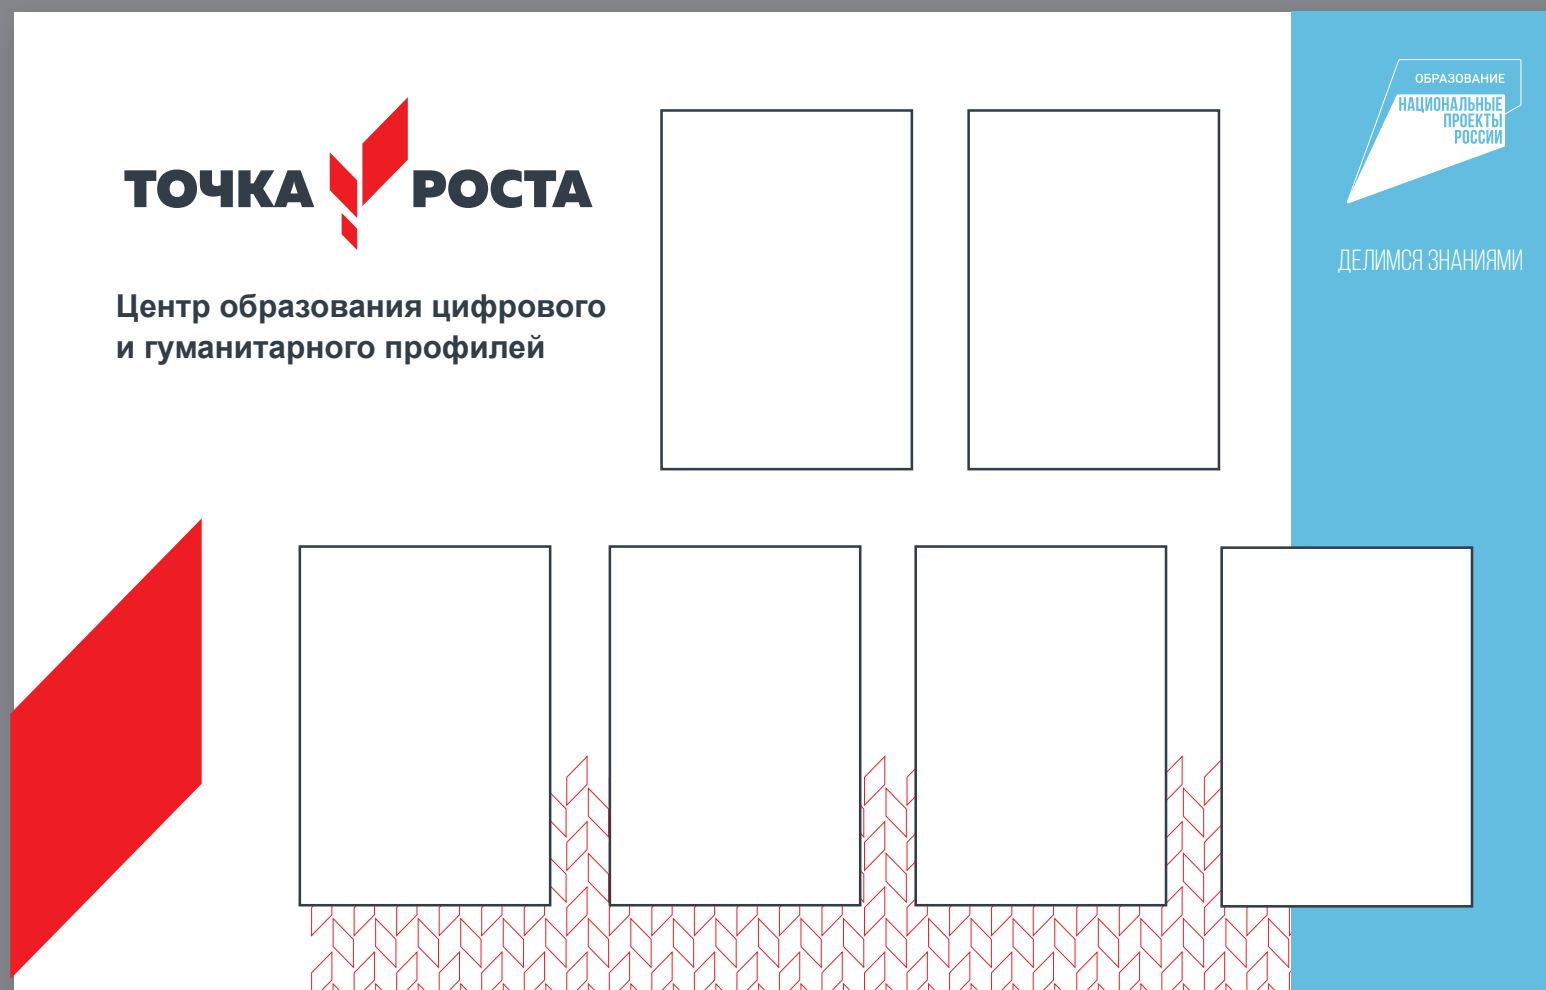 ТОЧКА РОСТА
Центр образования цифрового
и гуманитарного профилей
ОБРАЗОВАНИЕ
НАЦИОНАЛЬНЫЕ
ПРОЕКТЫ
РОССИИ
ДЕЛИМСЯ ЗНАНИЯМИ